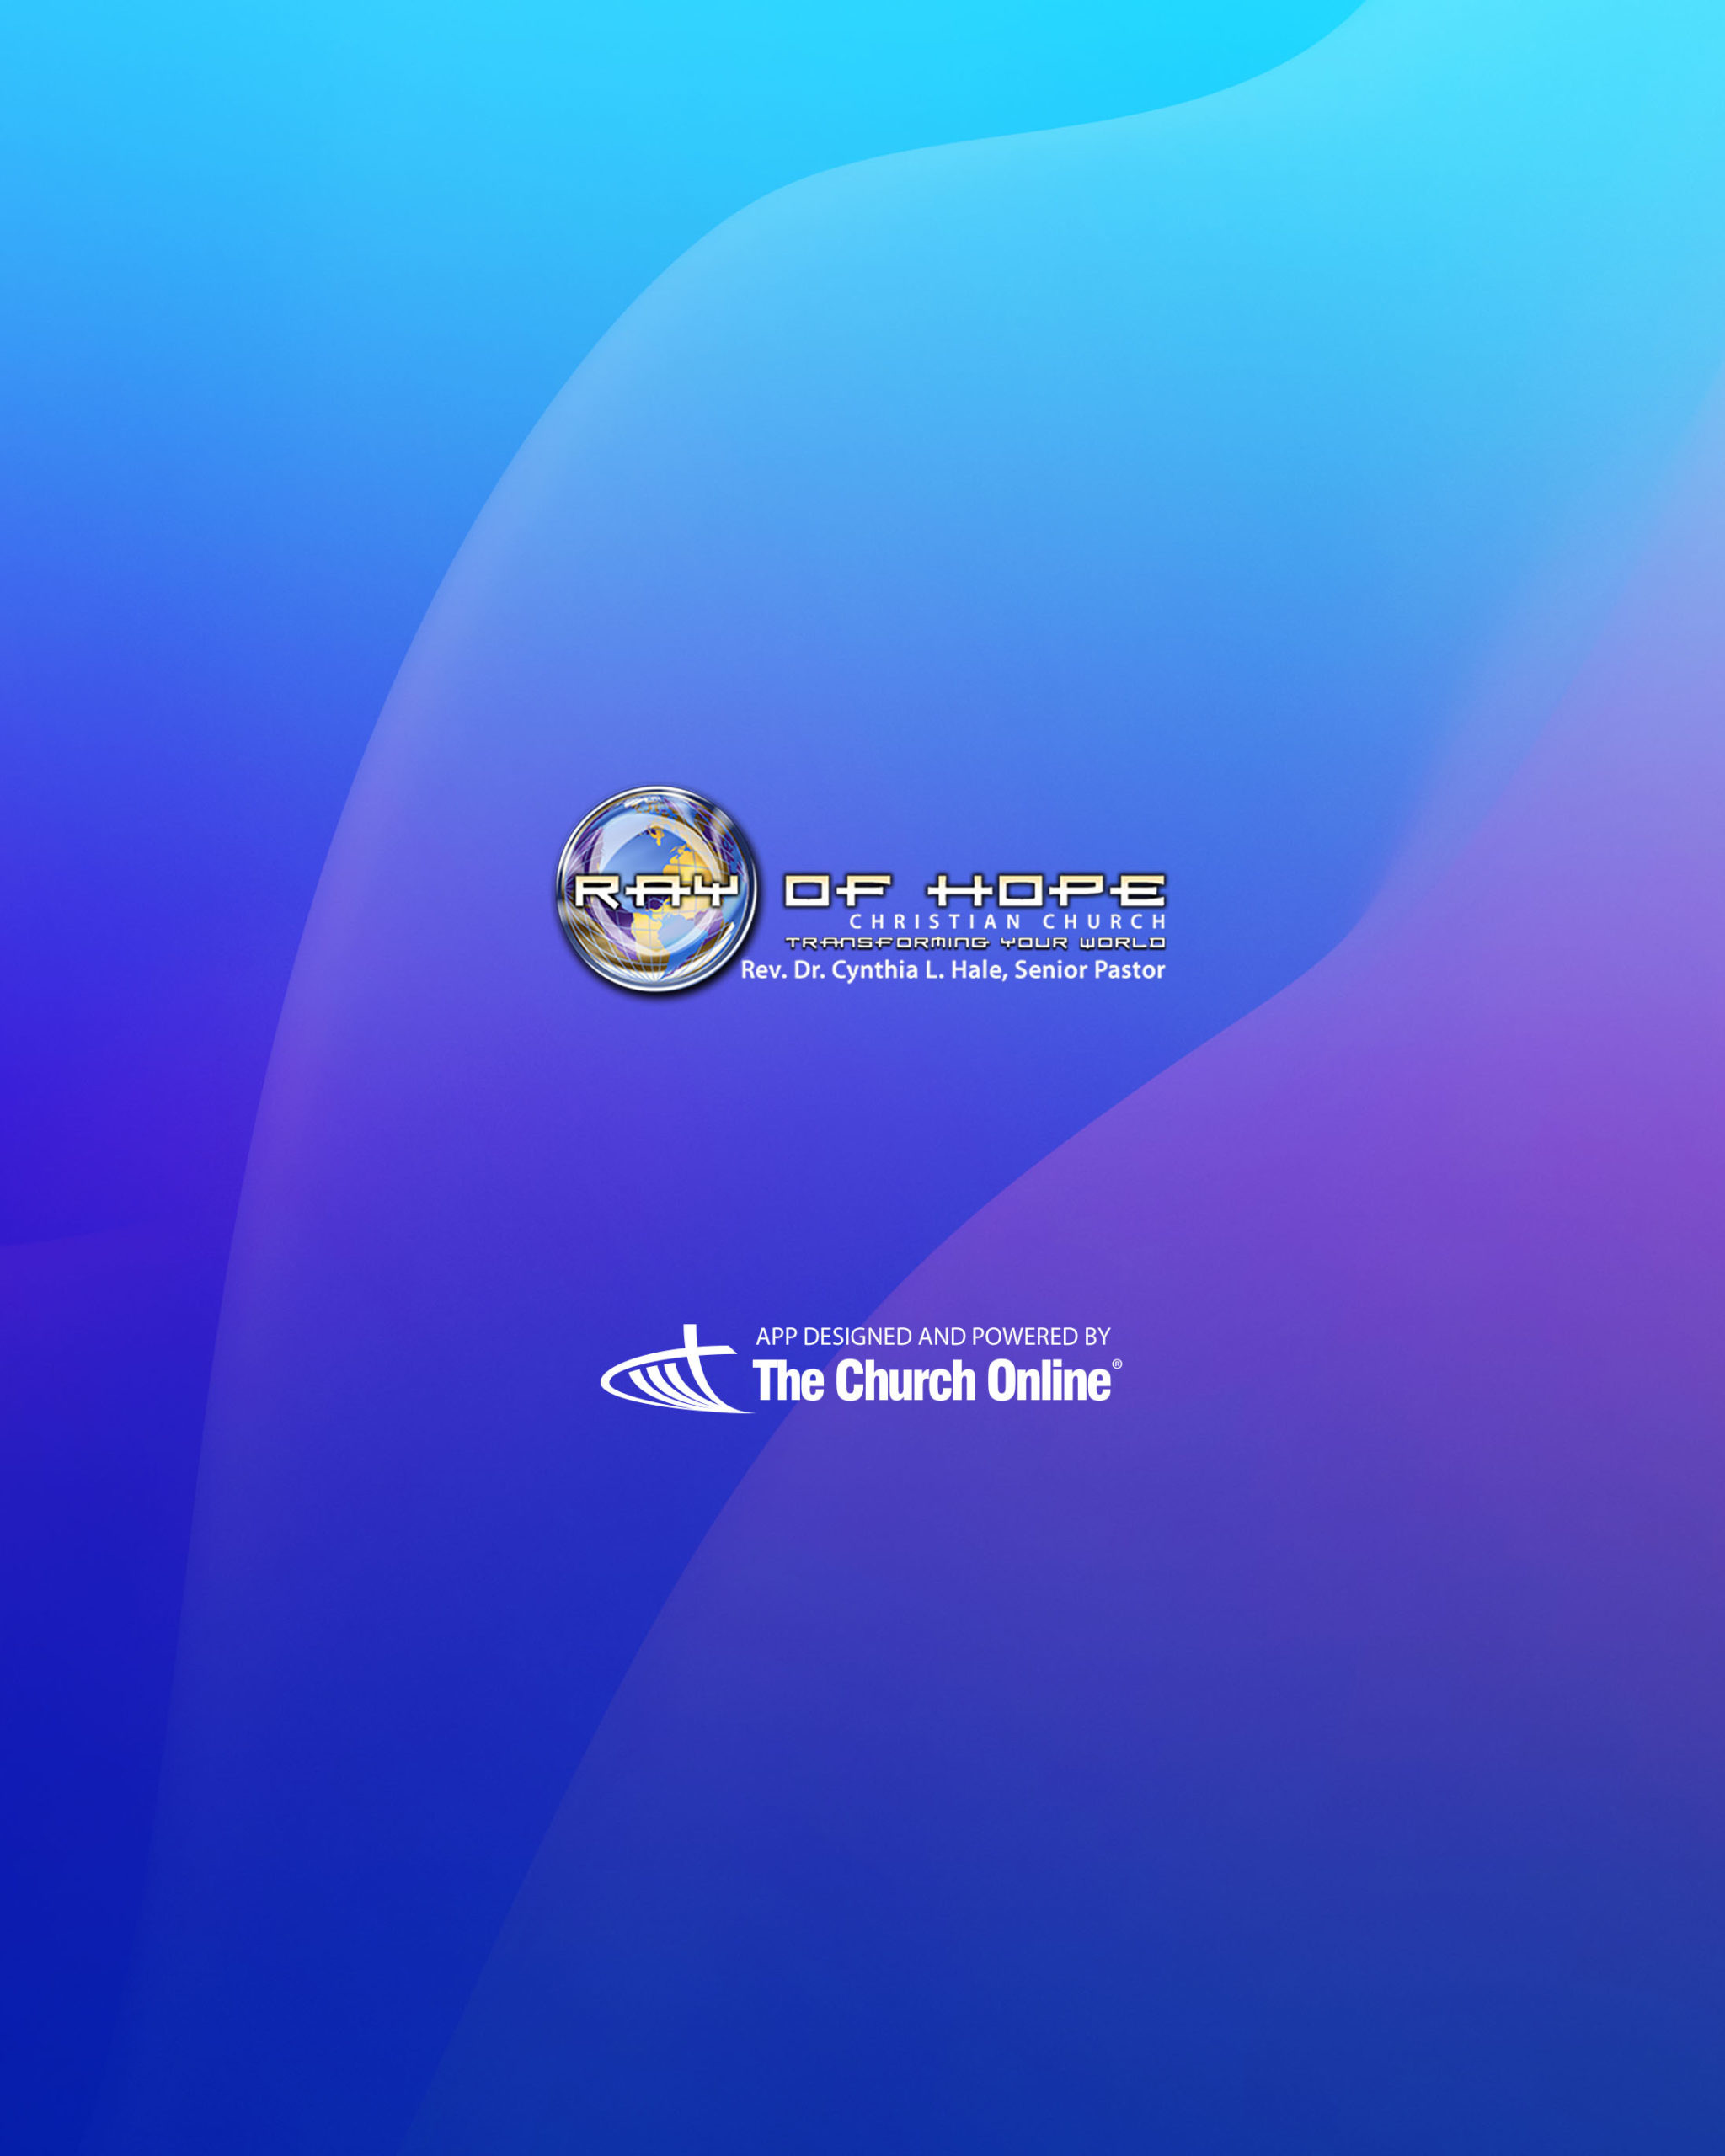 RAY OF HOPE
CHRISTIAN CHURCH
TRANSFORMING YOUR WORLD
Rev. Dr. Cynthia L. Hale, Senior Pastor
APP DESIGNED AND POWERED BY
The Church Online®